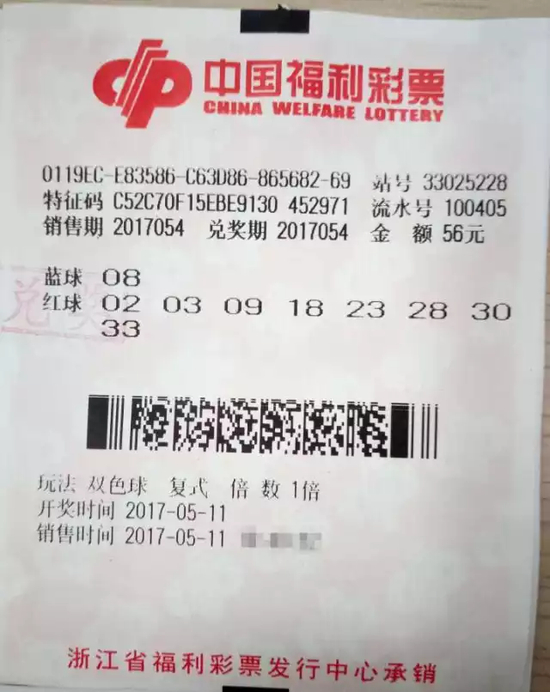 中国福利彩票
CHINA WELFARE LOTTERY
0119EC-E83586-C63D86-865682-69 站号 33025228
特征码 C52C70F15EBE9130 452971 流水号 100405
销售期 2017054 兑奖期 2017054 金 额 56元
蓝球 08
红球 02 03 09 18 23 28 30
33
兑奖
玩法 双色球 复式 倍 数 1倍
开奖时间 2017-05-11
销售时间 2017-05-11
浙江省福利彩票发行中心承销